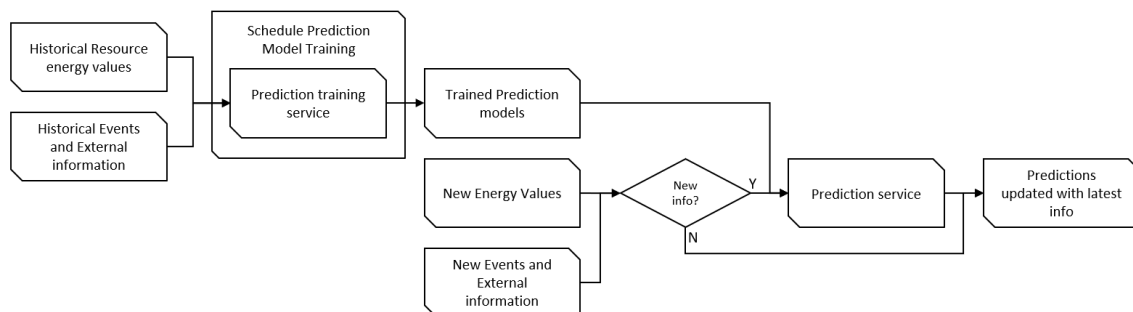 Historical Resource
energy values
Historical Events
and External
information
Schedule Prediction
Model Training
Prediction training
service
Trained Prediction
models
New Energy Values
New Events and
External
information
New
info?
Y
N
Prediction service
Predictions
updated with latest
info